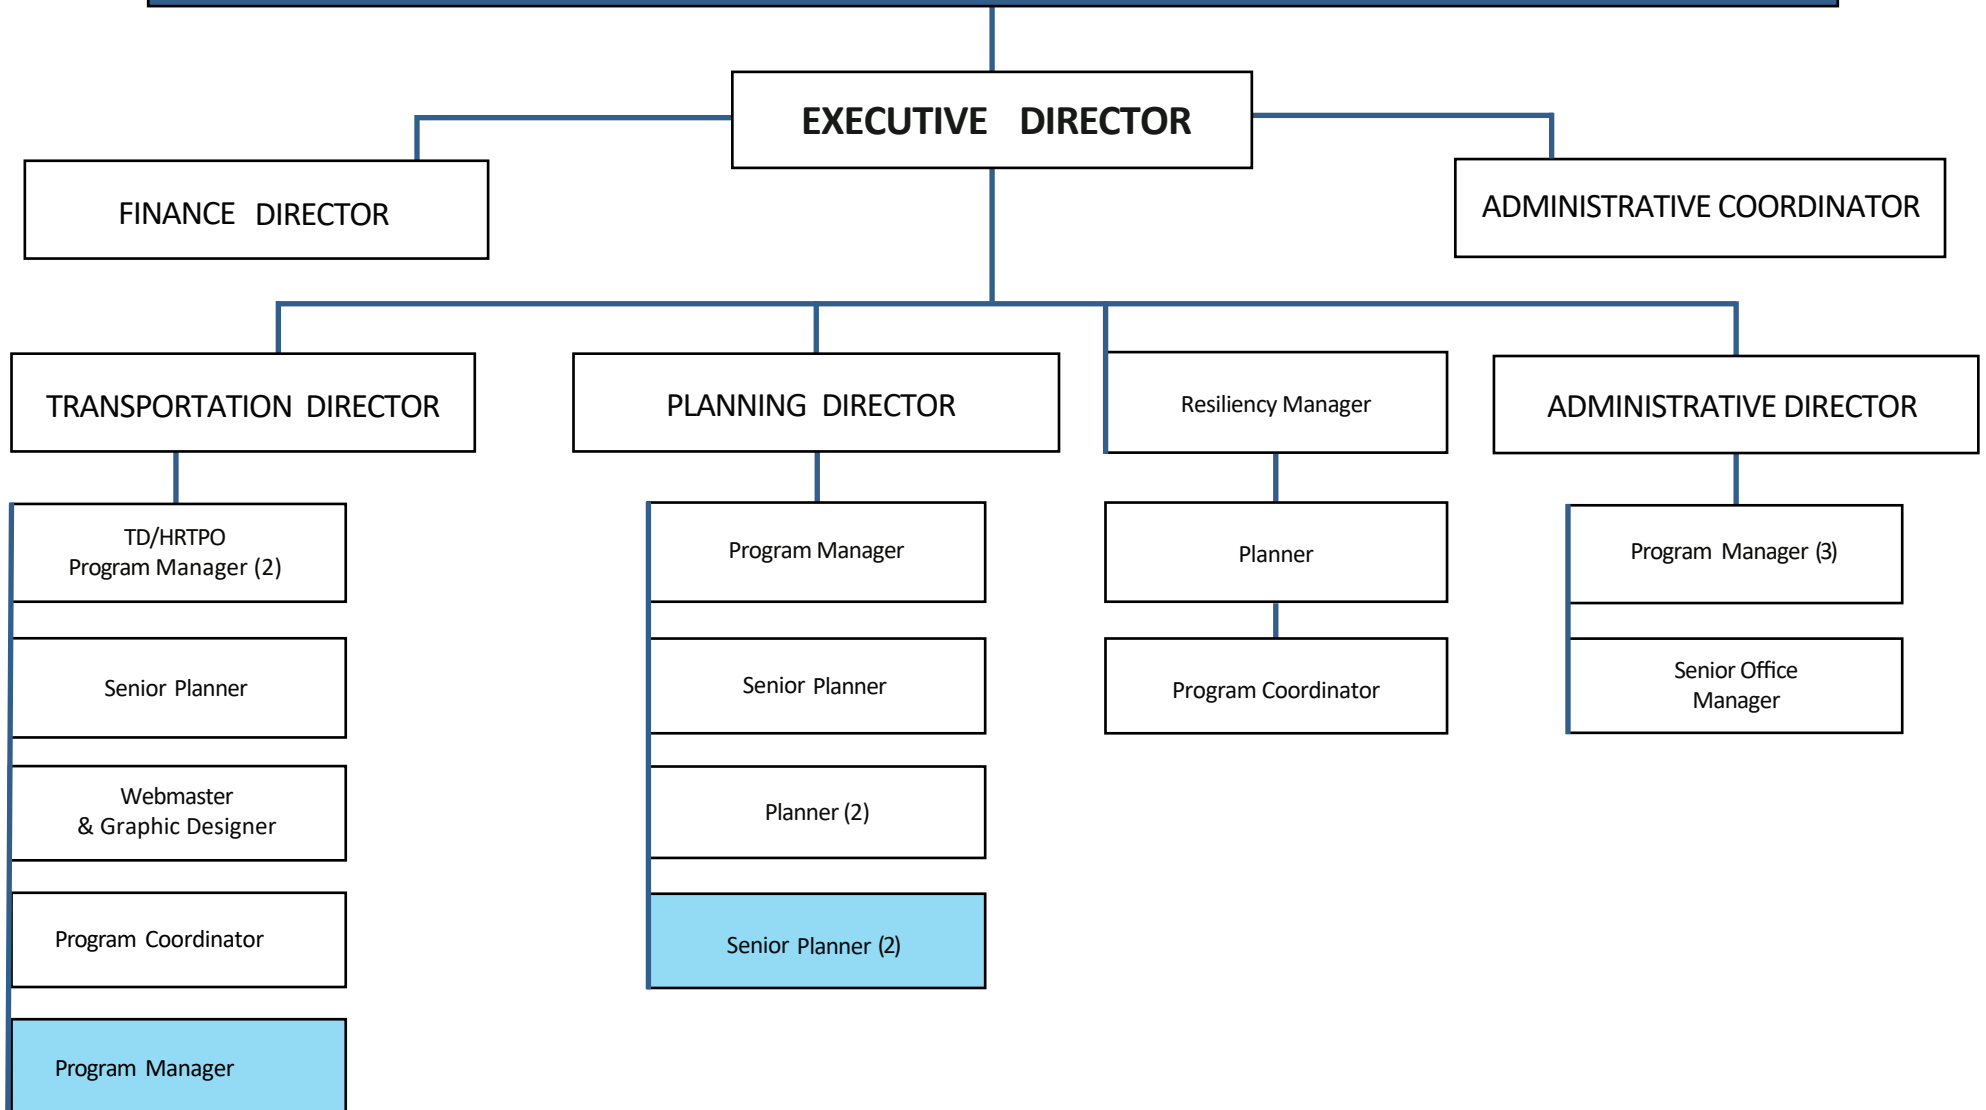 EXECUTIVE DIRECTOR
FINANCE DIRECTOR
ADMINISTRATIVE COORDINATOR
TRANSPORTATION DIRECTOR
PLANNING DIRECTOR
Resiliency Manager
ADMINISTRATIVE DIRECTOR
TD/HRTPO
Program Manager (2)
Senior Planner
Webmaster
& Graphic Designer
Program Coordinator
Program Manager
Program Manager
Senior Planner
Planner (2)
Senior Planner (2)
Planner
Program Coordinator
Program Manager (3)
Senior Office
Manager